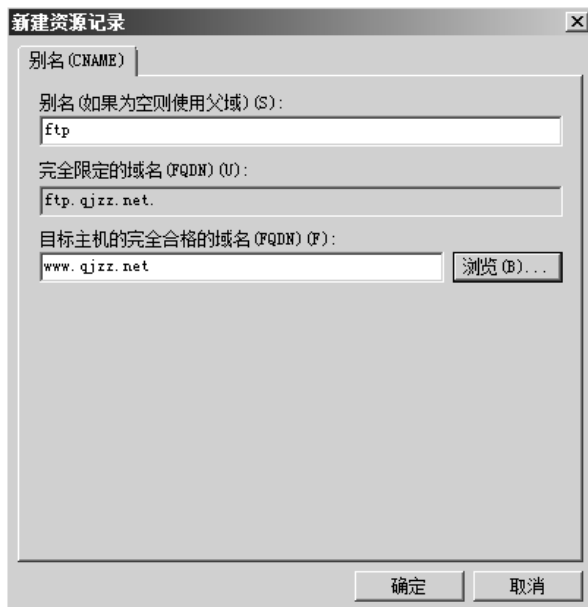 新建资源记录
别名(CNAME)
别名(如果为空则使用父域)(S):
ftp
完全限定的域名(FQDN)(U):
ftp.qjzz.net.
目标主机的完全合格的域名(FQDN)(F):
www.qjzz.net
浏览(B)...
确定
取消